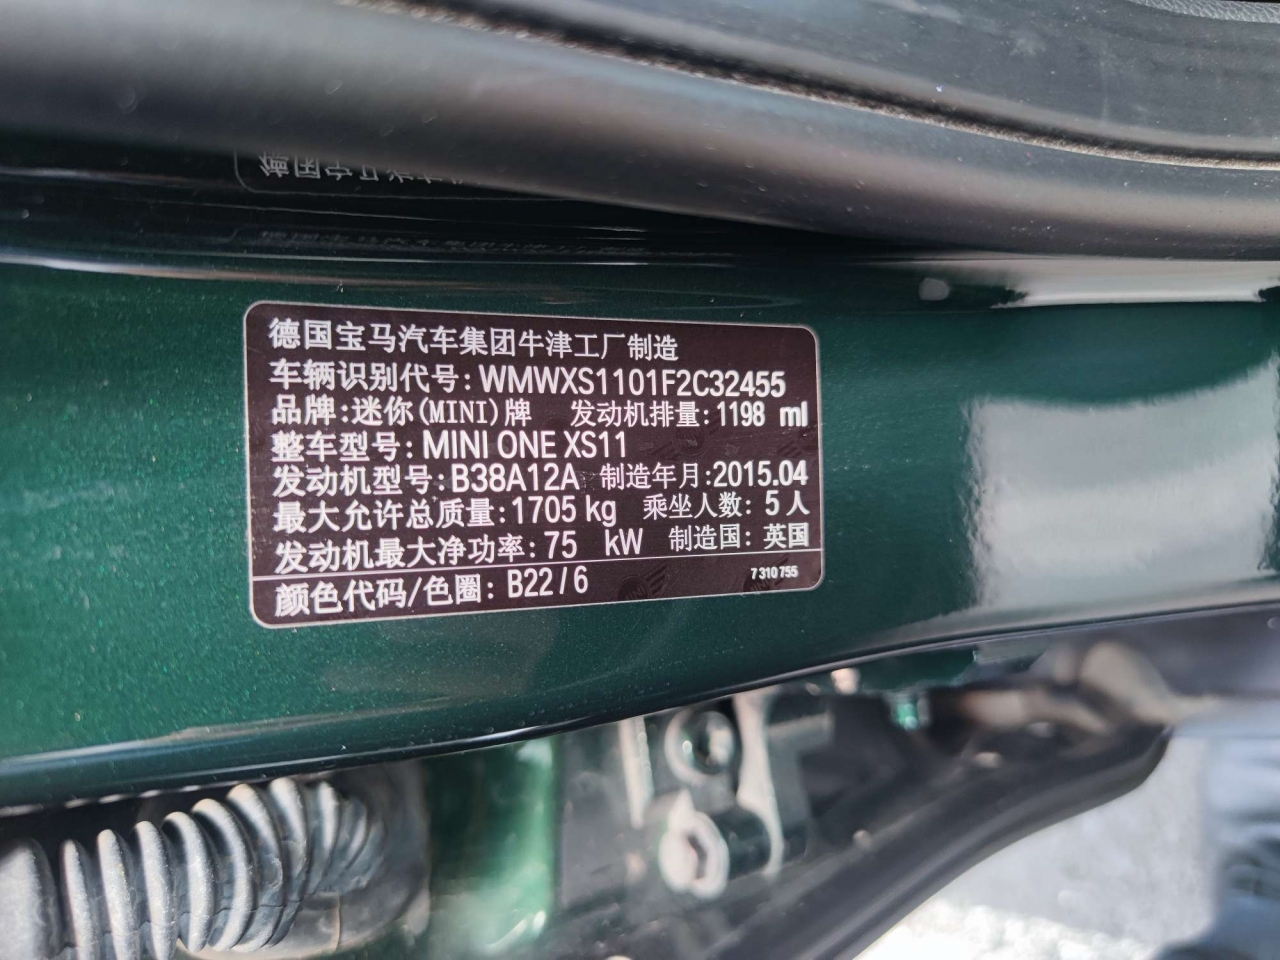 德国宝马汽车集团牛津工厂制造
车辆识别代号: WMWXS1101F2C32455
品牌: 迷你(MINI)牌 发动机排量: 1198 ml
整车型号: MINI ONE XS11
发动机型号: B38A12A 制造年月: 2015.04
最大允许总质量: 1705 kg 乘坐人数: 5 人
发动机最大净功率: 75 kW 制造国: 英国
颜色代码/色圈: B22 / 6 7 310 755